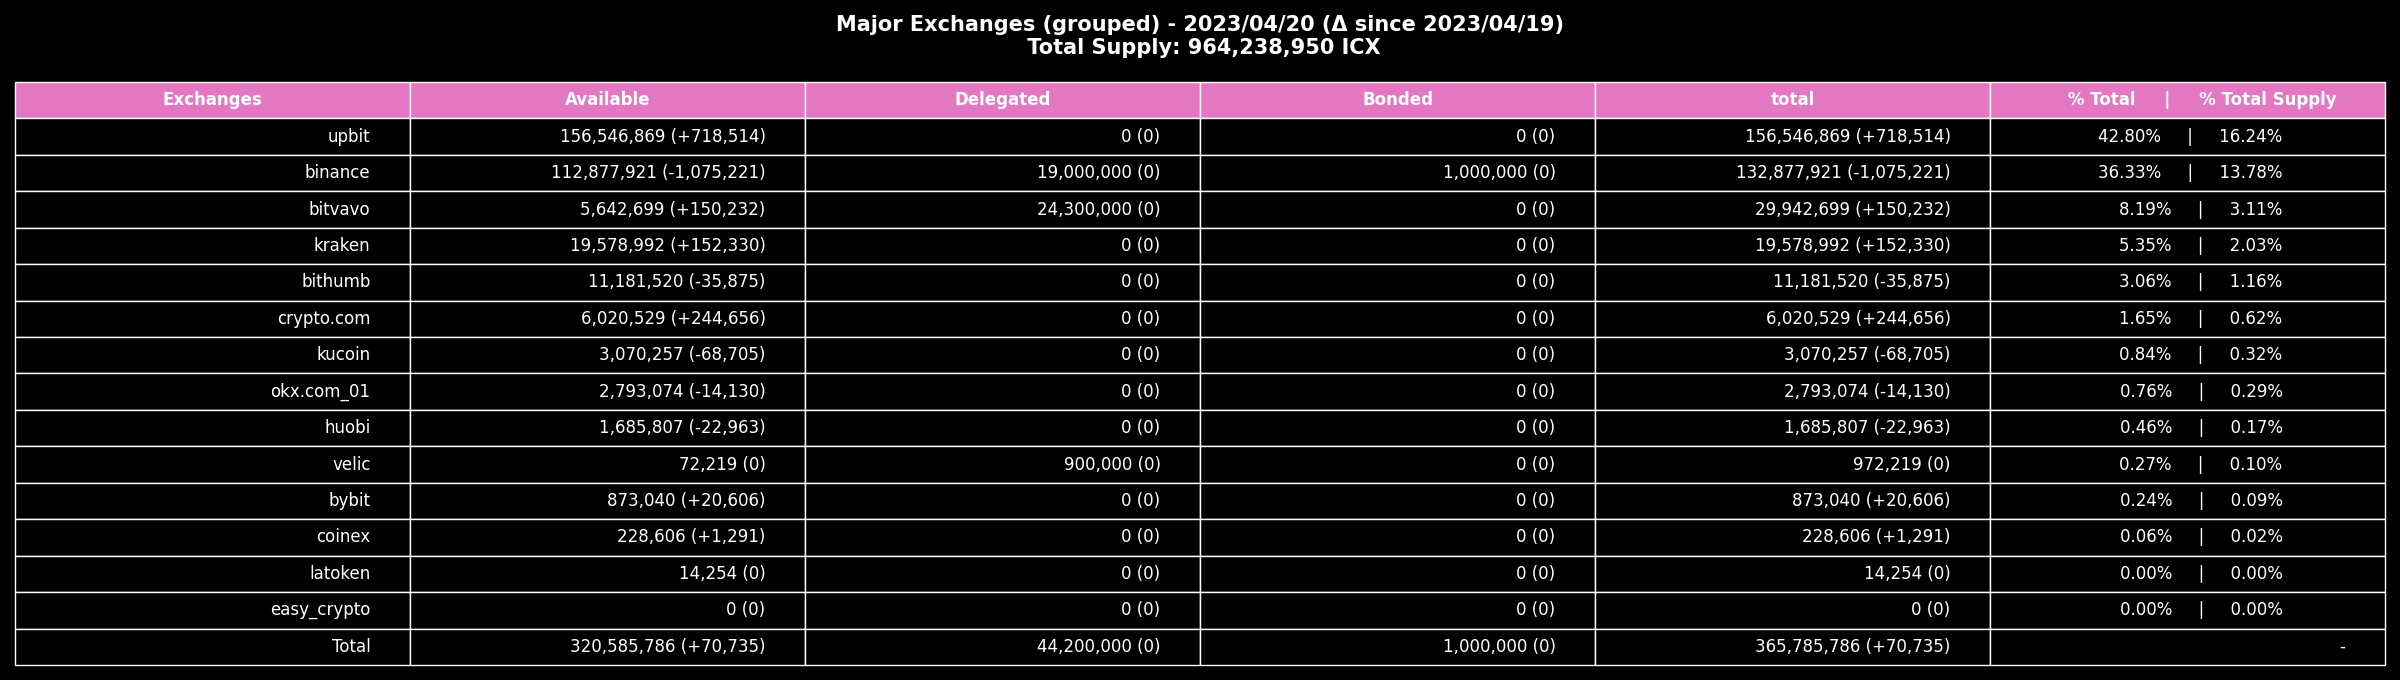 Major Exchanges (grouped) - 2023/04/20 (Δ since 2023/04/19)
Total Supply: 964,238,950 ICX
Exchanges Available Delegated Bonded total % Total | % Total Supply
upbit 156,546,869 (+718,514) 0 (0) 0 (0) 156,546,869 (+718,514) 42.80% | 16.24%
binance 112,877,921 (-1,075,221) 19,000,000 (0) 1,000,000 (0) 132,877,921 (-1,075,221) 36.33% | 13.78%
bitvavo 5,642,699 (+150,232) 24,300,000 (0) 0 (0) 29,942,699 (+150,232) 8.19% | 3.11%
kraken 19,578,992 (+152,330) 0 (0) 0 (0) 19,578,992 (+152,330) 5.35% | 2.03%
bithumb 11,181,520 (-35,875) 0 (0) 0 (0) 11,181,520 (-35,875) 3.06% | 1.16%
crypto.com 6,020,529 (+244,656) 0 (0) 0 (0) 6,020,529 (+244,656) 1.65% | 0.62%
kucoin 3,070,257 (-68,705) 0 (0) 0 (0) 3,070,257 (-68,705) 0.84% | 0.32%
okx.com_01 2,793,074 (-14,130) 0 (0) 0 (0) 2,793,074 (-14,130) 0.76% | 0.29%
huobi 1,685,807 (-22,963) 0 (0) 0 (0) 1,685,807 (-22,963) 0.46% | 0.17%
velic 72,219 (0) 900,000 (0) 0 (0) 972,219 (0) 0.27% | 0.10%
bybit 873,040 (+20,606) 0 (0) 0 (0) 873,040 (+20,606) 0.24% | 0.09%
coinex 228,606 (+1,291) 0 (0) 0 (0) 228,606 (+1,291) 0.06% | 0.02%
latoken 14,254 (0) 0 (0) 0 (0) 14,254 (0) 0.00% | 0.00%
easy_crypto 0 (0) 0 (0) 0 (0) 0 (0) 0.00% | 0.00%
Total 320,585,786 (+70,735) 44,200,000 (0) 1,000,000 (0) 365,785,786 (+70,735) -